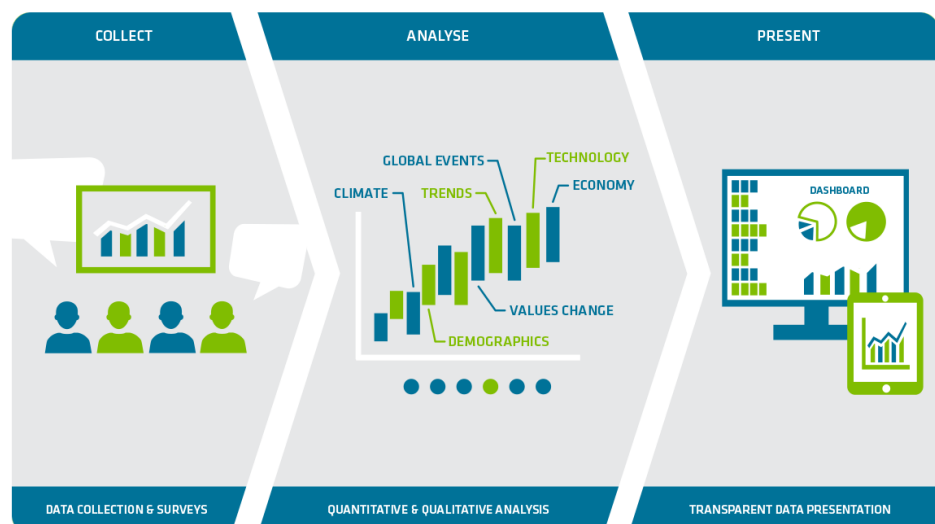 COLLECT
ANALYSE
PRESENT
GLOBAL EVENTS
TECHNOLOGY
CLIMATE
TRENDS
ECONOMY
VALUES CHANGE
DEMOGRAPHICS
DASHBOARD
DATA COLLECTION & SURVEYS
QUANTITATIVE & QUALITATIVE ANALYSIS
TRANSPARENT DATA PRESENTATION